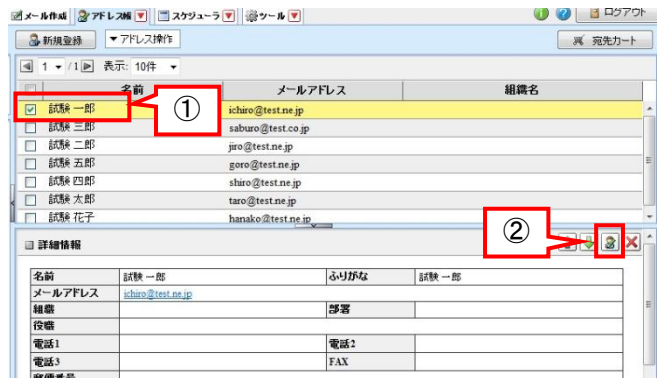 メール作成 アドレス帳 スケジューラ ツール ログアウト
新規登録 アドレス操作 宛先カート
1 /1 表示: 10件
名前 メールアドレス 組織名
試験 一郎 ichiro@test.ne.jp
①
試験 三郎 saburo@test.co.jp
試験 二郎 jiro@test.ne.jp
試験 五郎 goro@test.ne.jp
試験 四郎 shiro@test.ne.jp
試験 太郎 taro@test.ne.jp
試験 花子 hanako@test.ne.jp
②
詳細情報
名前 試験 一郎 ふりがな 試験 一郎
メールアドレス ichiro@test.ne.jp
組織 部署
役職
電話1 電話2
電話3 FAX
郵便番号